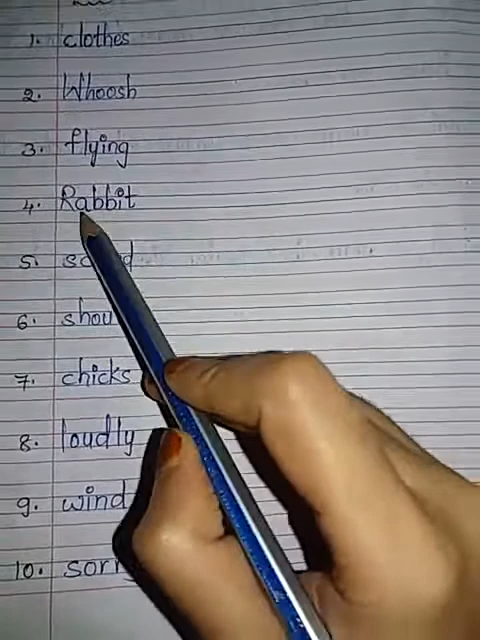 1. clothes
2. Whoosh
3. flying
4. Rabbit
5.
6.
7. chicks
8. loudly
9. wind
10.